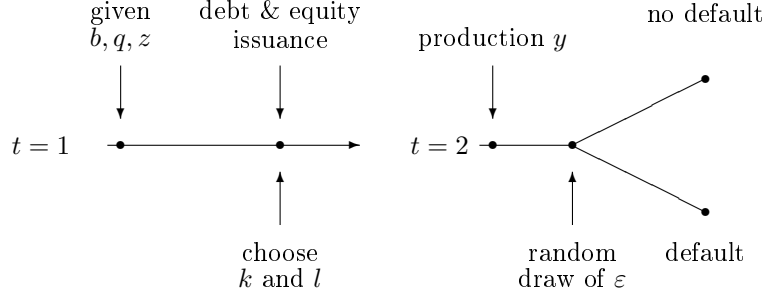 given
b, q, z
debt & equity
issuance
t = 1
choose
k and l
production y
no default
t = 2
random
draw of ε
default